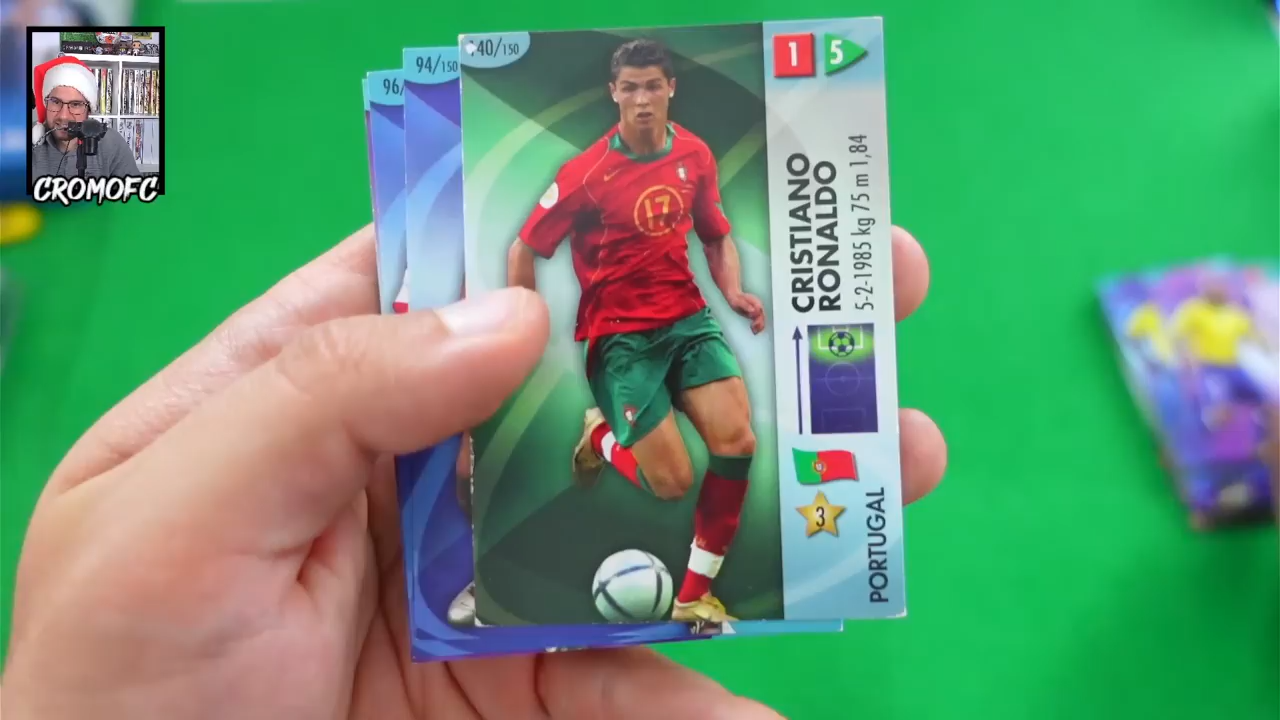 CROMOFC
96/
94/150
140/150
1 5
17
CRISTIANO
RONALDO
5-2-1985 kg 75 m 1,84
3
PORTUGAL